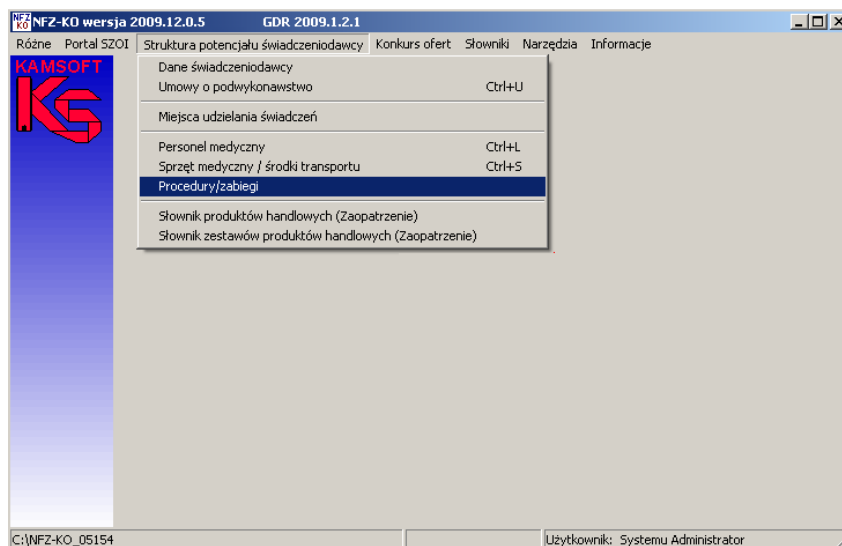 NFZ-KO wersja 2009.12.0.5 GDR 2009.1.2.1
Różne Portal SZOI Struktura potencjału świadczeniodawcy Konkurs ofert Słowniki Narzędzia Informacje
KAMSOFT
Dane świadczeniodawcy
Umowy o podwykonawstwo Ctrl+U
Miejsca udzielania świadczeń
Personel medyczny Ctrl+L
Sprzęt medyczny / środki transportu Ctrl+S
Procedury/zabiegi
Słownik produktów handlowych (Zaopatrzenie)
Słownik zestawów produktów handlowych (Zaopatrzenie)
C:\NFZ-KO_05154 Użytkownik: Systemu Administrator